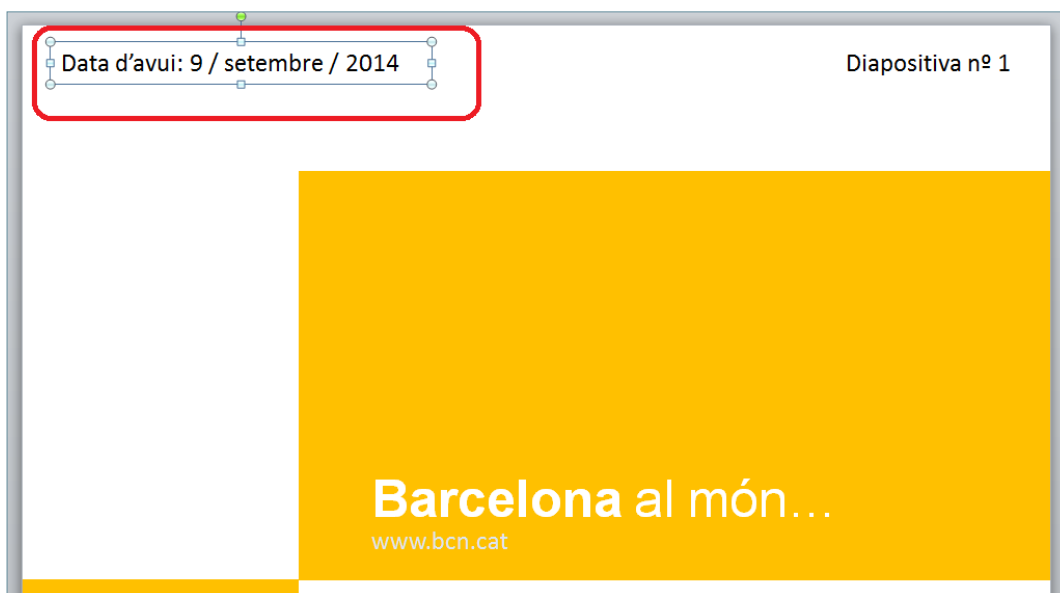 Data d’avui: 9 / setembre / 2014
Diapositiva nº 1
Barcelona al món...
www.bcn.cat